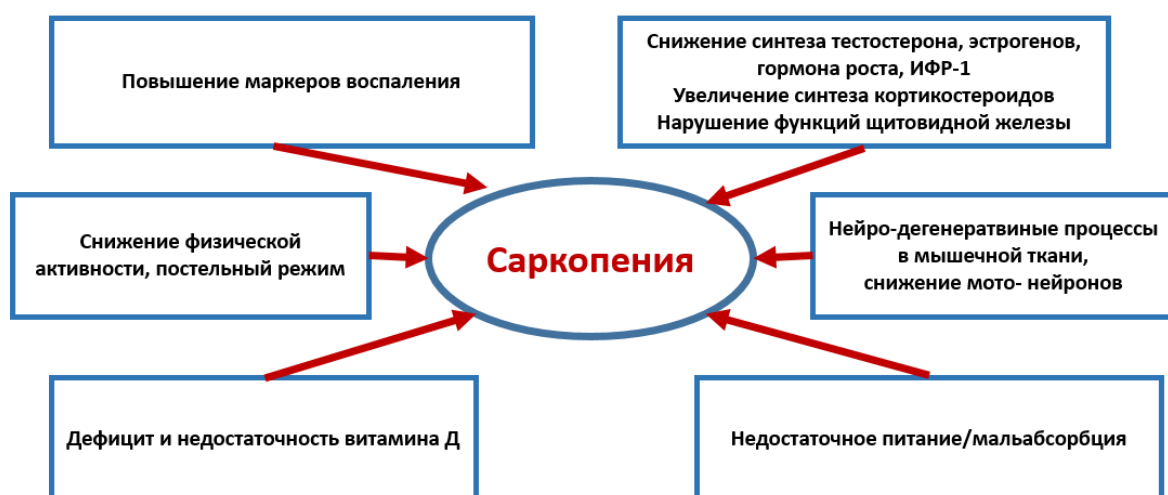 Повышение маркеров воспаления
Снижение синтеза тестостерона, эстрогенов,
гормона роста, ИФР-1
Увеличение синтеза кортикостероидов
Нарушение функций щитовидной железы
Снижение физической
активности, постельный режим
Саркопения
Нейро-дегенератвиные процессы
в мышечной ткани,
снижение мото- нейронов
Дефицит и недостаточность витамина Д
Недостаточное питание/мальабсорбция